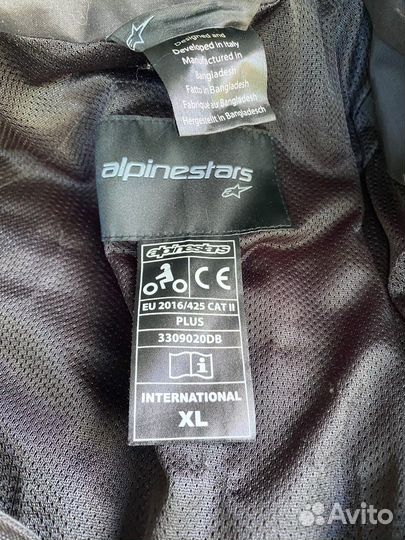 Designed and
Developed in Italy
Manufactured in
Bangladesh
Fatto in Bangladesh
Fabriqué au Bangladesh
Hergestellt in Bangladesch
alpinestars
alpinestars
CE
EU 2016/425 CAT II
PLUS
3309020DB
i
INTERNATIONAL
XL
Avito